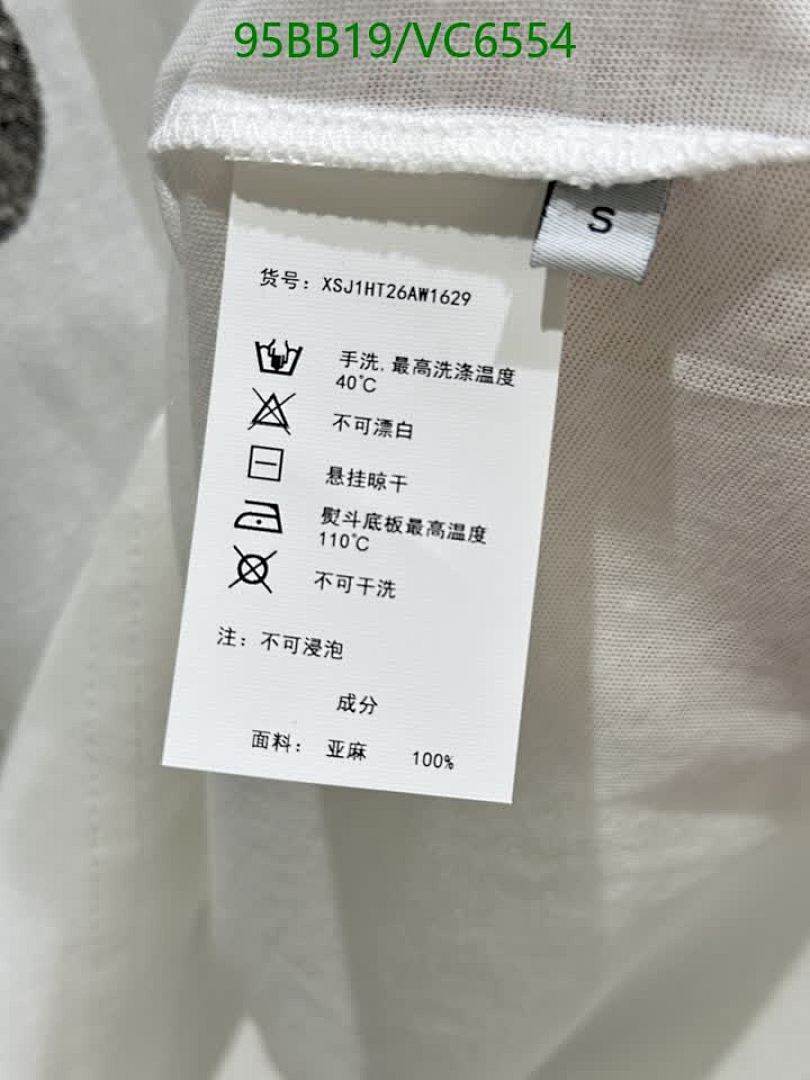 95BB19/VC6554
S
货号：XSJ1HT26AW1629
手洗，最高洗涤温度
40℃
不可漂白
悬挂晾干
熨斗底板最高温度
110℃
不可干洗
注：不可浸泡
成分
面料：亚麻 100%